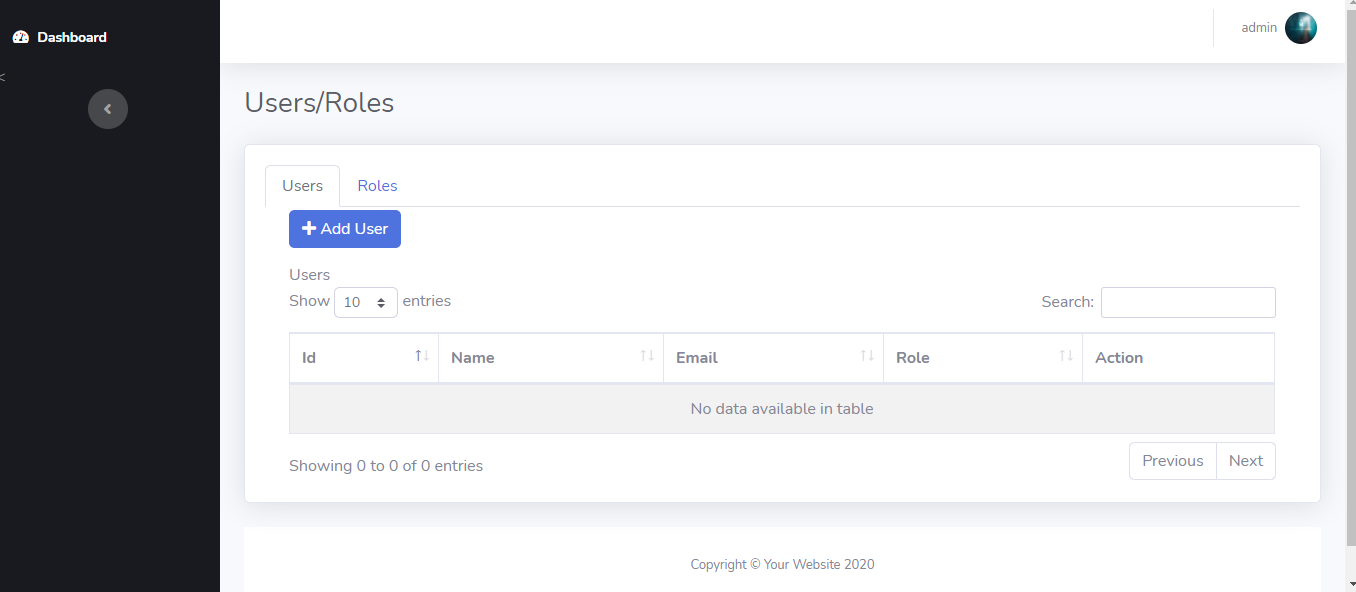 Dashboard
admin
<
Users/Roles
Users Roles
Add User
Users
Show 10 entries Search:
Id Name Email Role Action
No data available in table
Showing 0 to 0 of 0 entries
Previous Next
Copyright © Your Website 2020